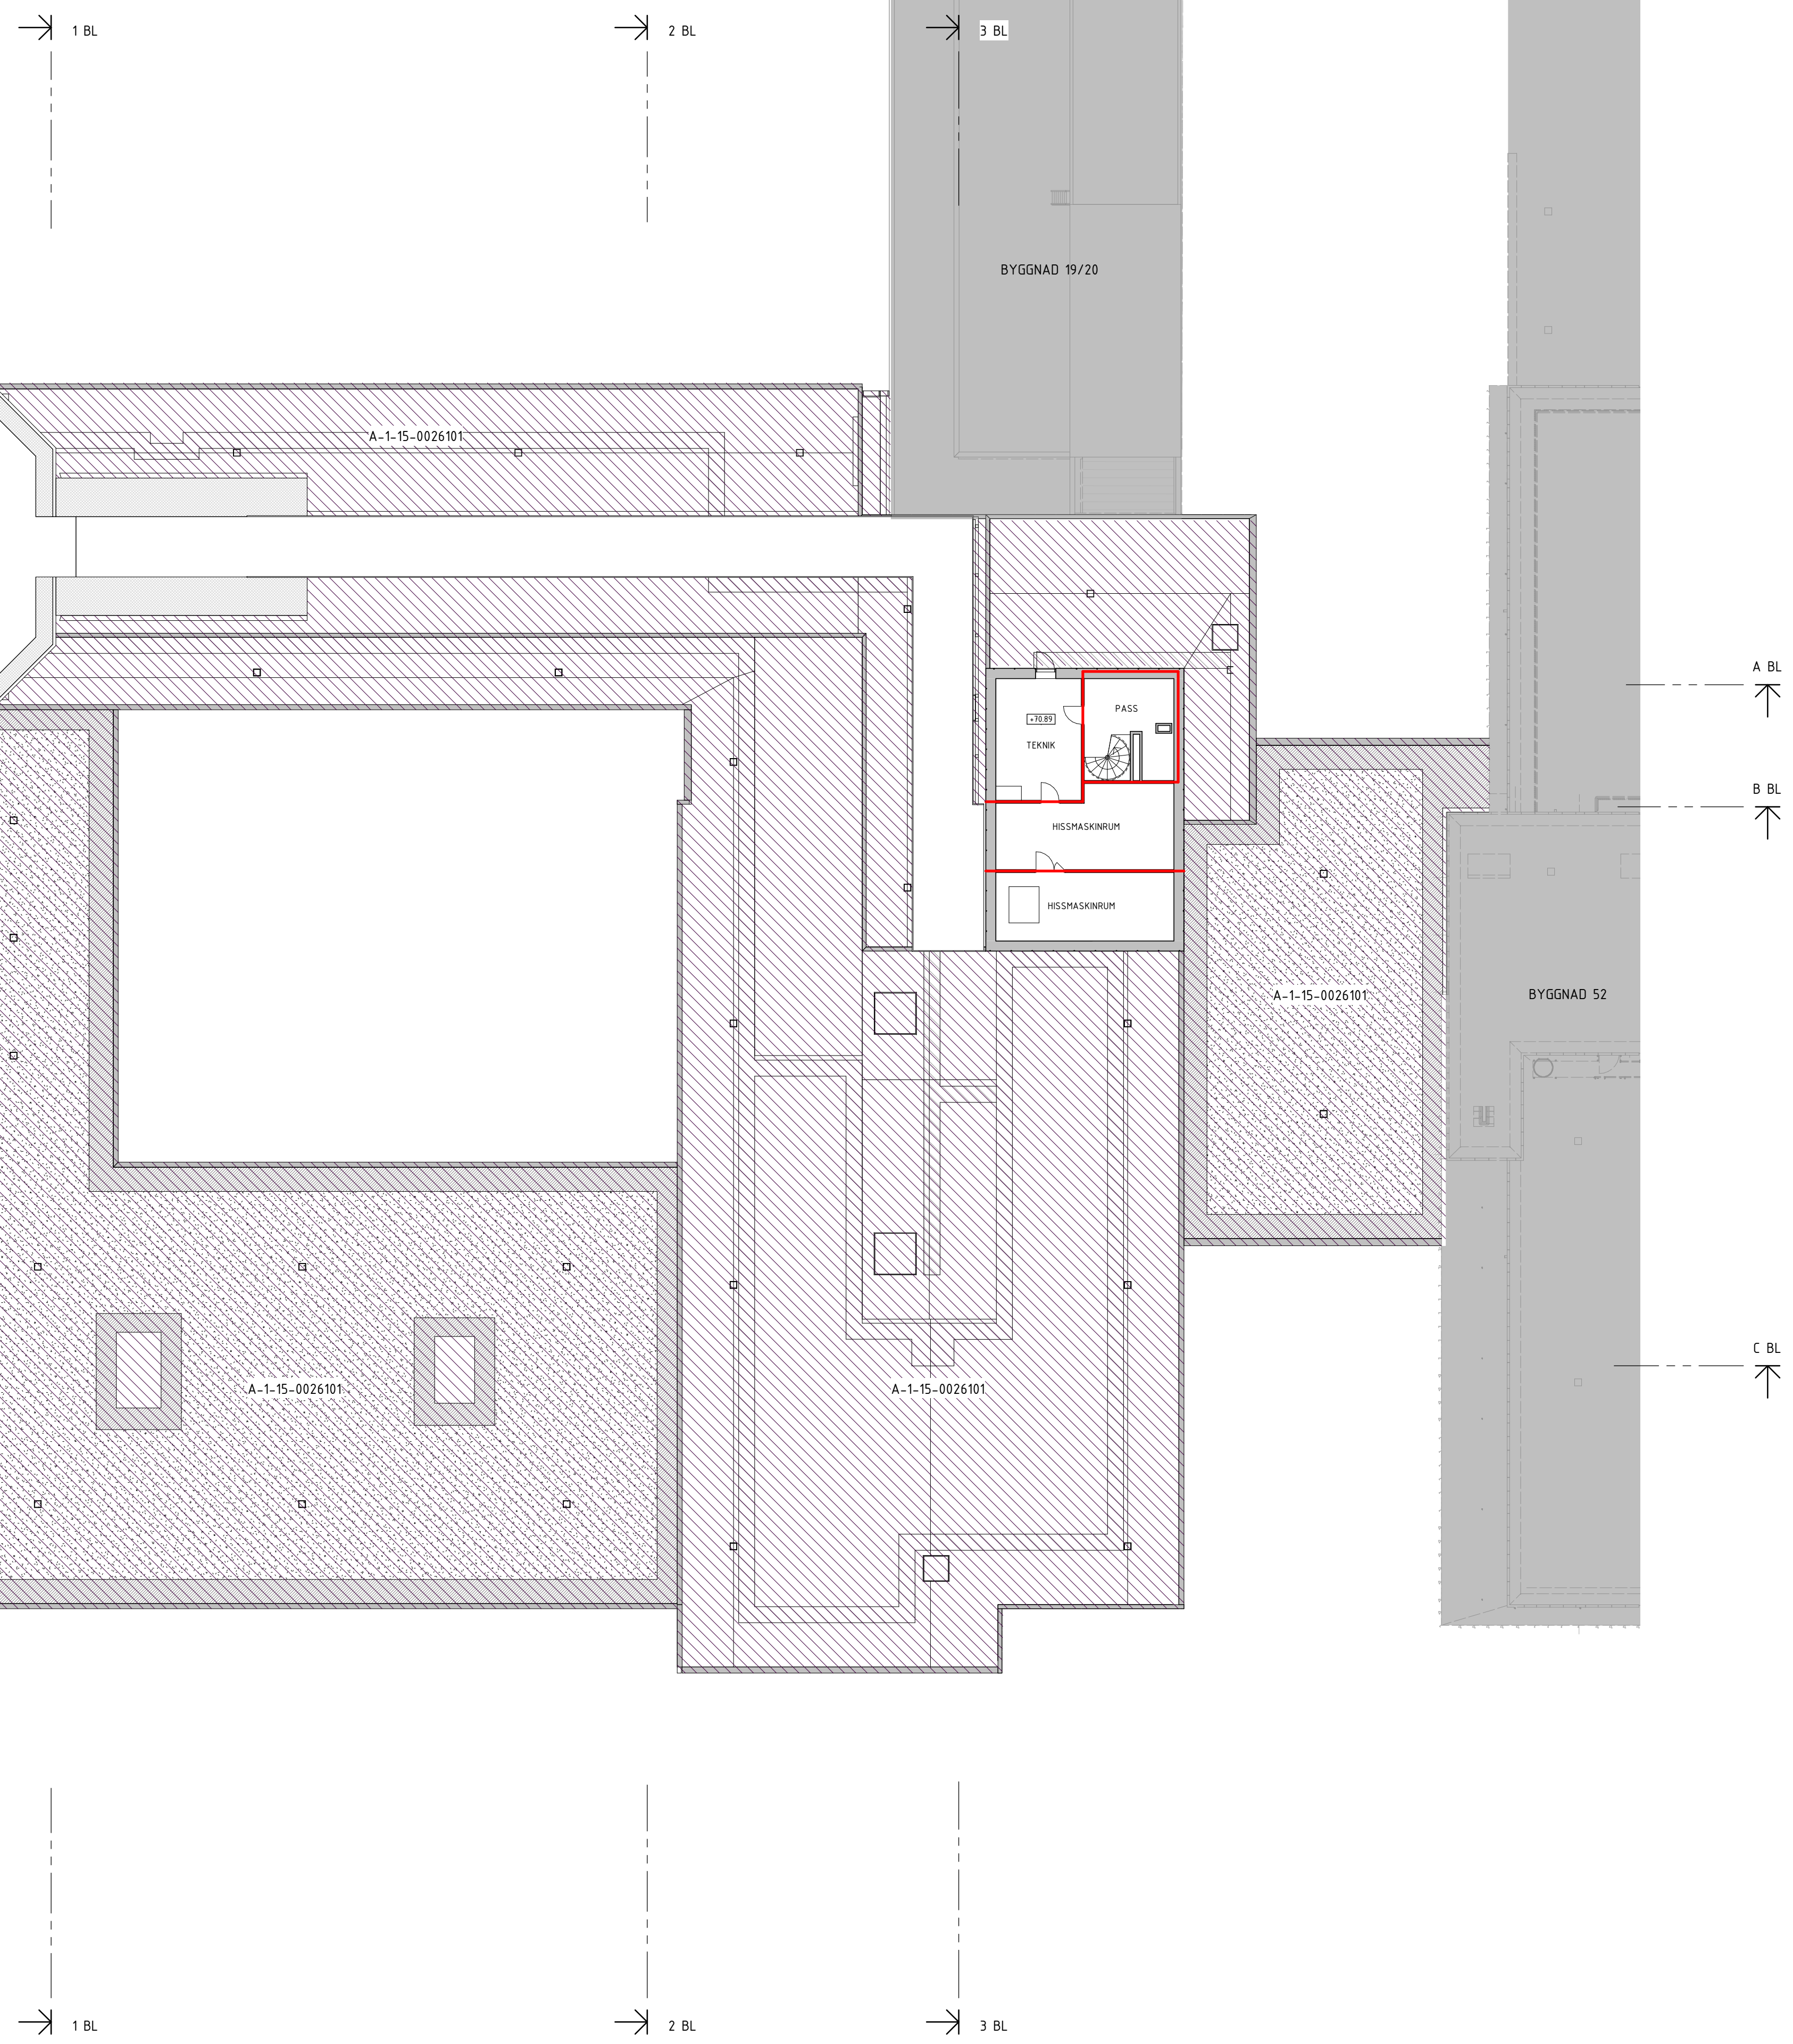 1 BL
2 BL
3 BL
BYGGNAD 19/20
A-1-15-0026101
A BL
PASS
+70.89
TEKNIK
B BL
HISSMASKINRUM
HISSMASKINRUM
A-1-15-0026101
BYGGNAD 52
C BL
A-1-15-0026101
A-1-15-0026101
1 BL
2 BL
3 BL